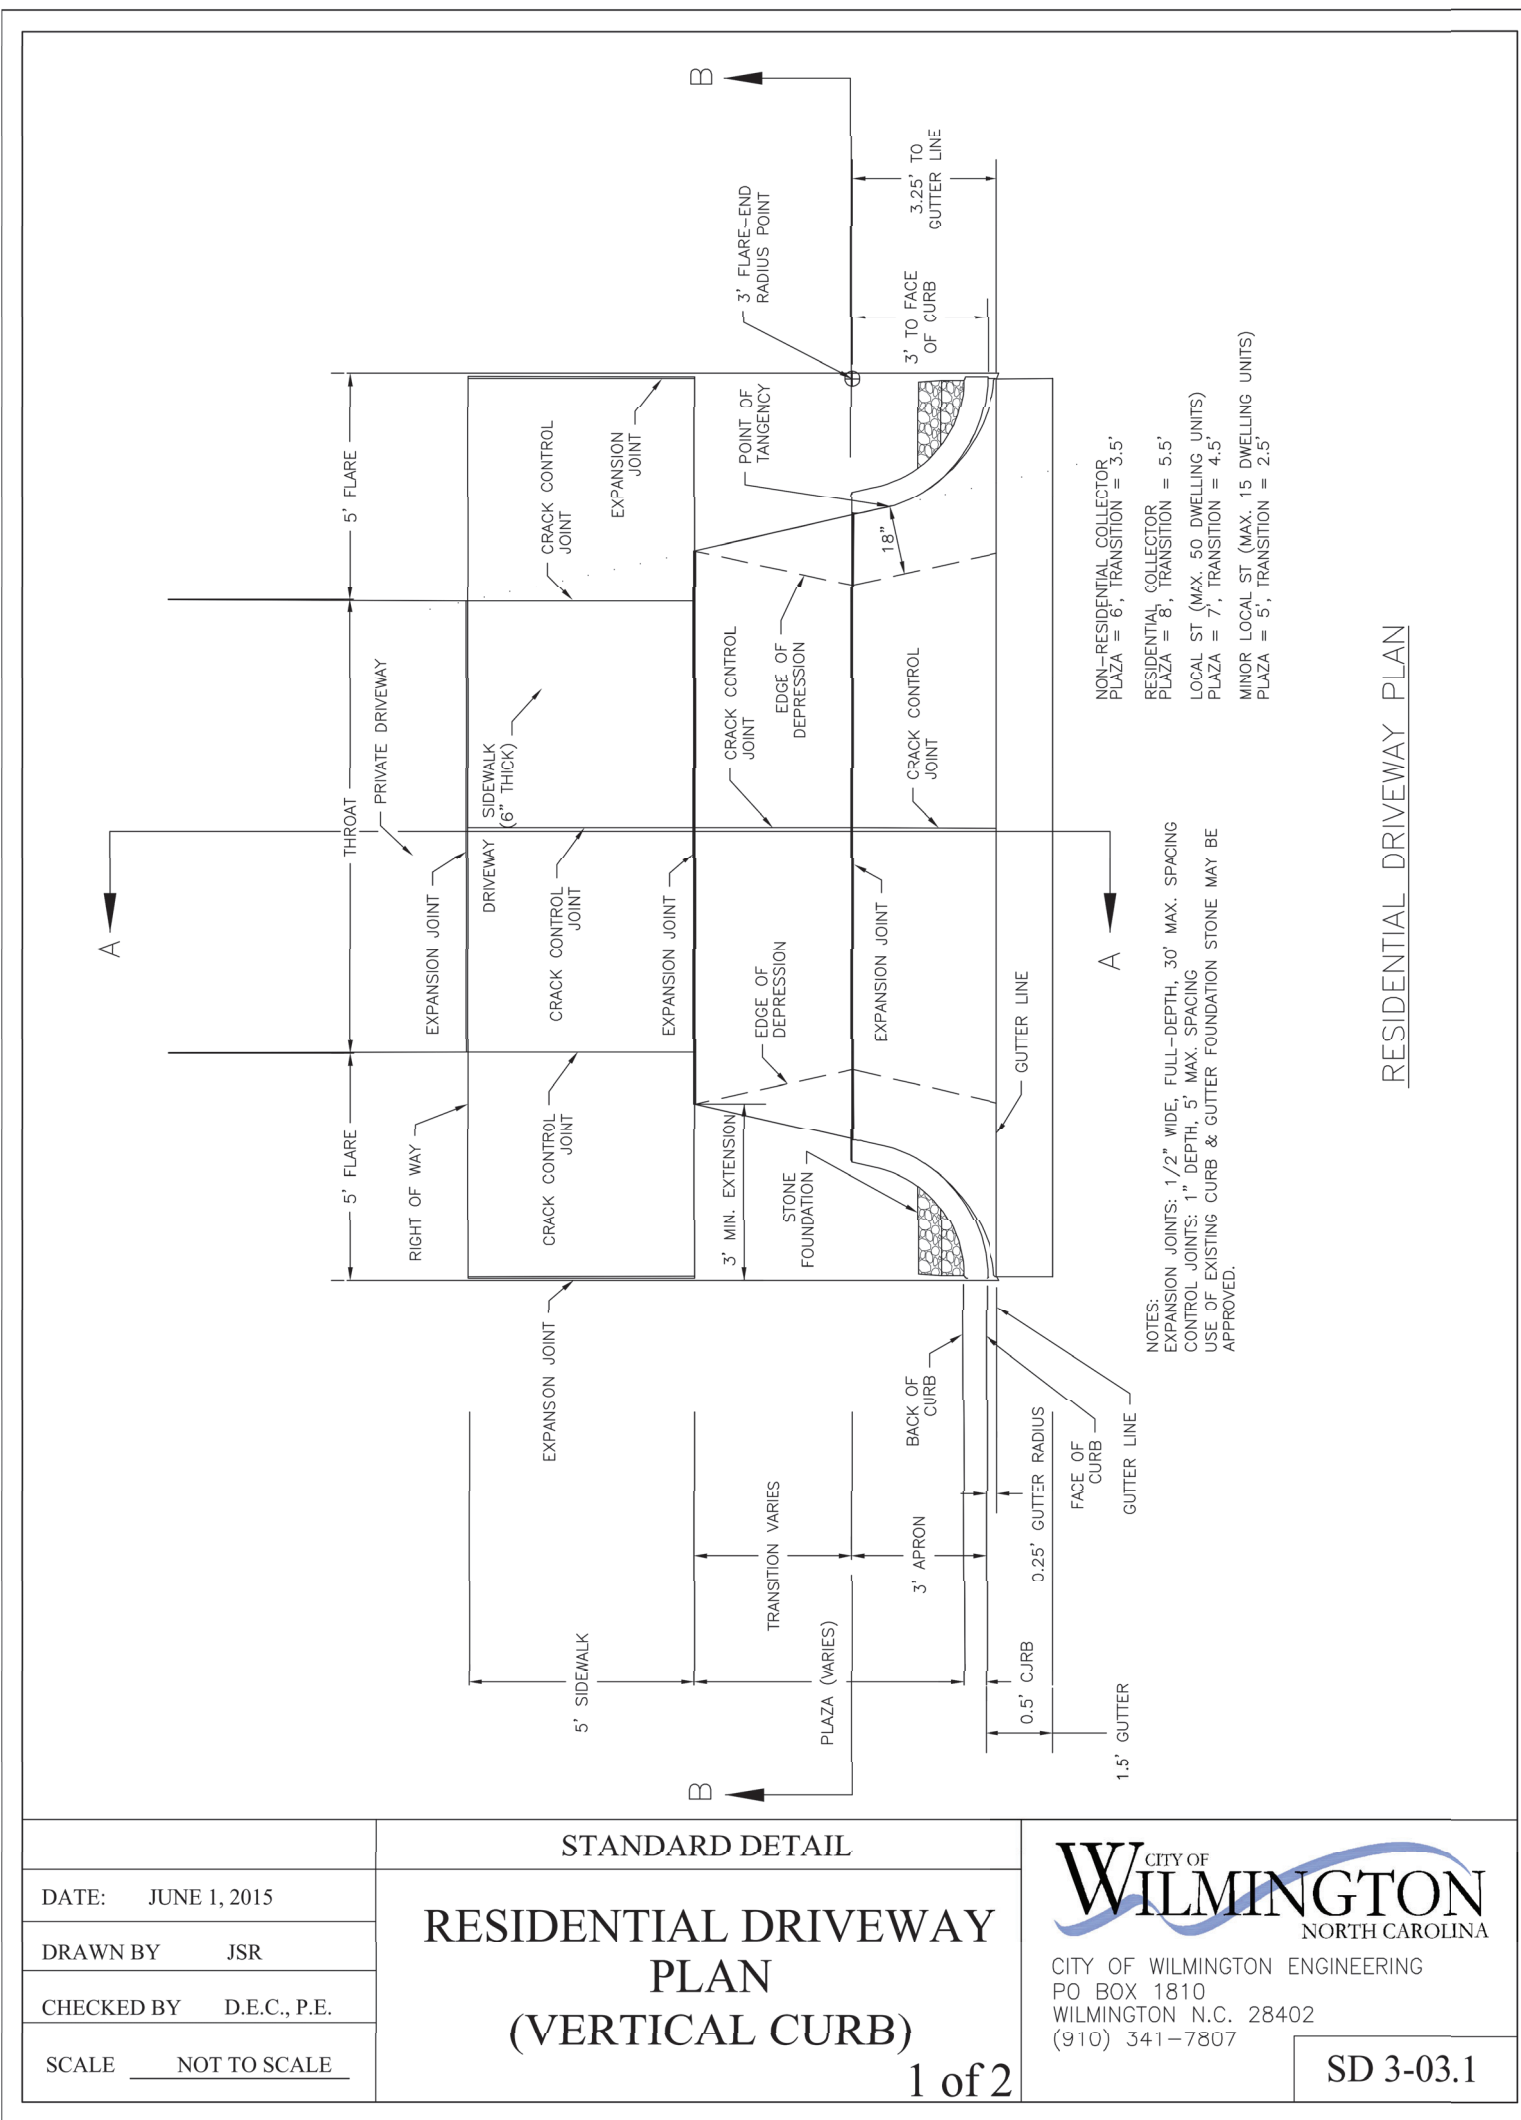 B
3' FLARE-END
RADIUS POINT
3.25' TO
GUTTER LINE
3' TO FACE
OF CURB
5' FLARE
CRACK CONTROL
JOINT
EXPANSION
JOINT
POINT OF
TANGENCY
18"
THROAT
PRIVATE DRIVEWAY
SIDEWALK
(6" THICK)
DRIVEWAY
CRACK CONTROL
JOINT
EDGE OF
DEPRESSION
CRACK CONTROL
JOINT
A
EXPANSION JOINT
CRACK CONTROL
JOINT
EXPANSION JOINT
EDGE OF
DEPRESSION
EXPANSION JOINT
A
GUTTER LINE
5' FLARE
RIGHT OF WAY
CRACK CONTROL
JOINT
3' MIN. EXTENSION
STONE
FOUNDATION
EXPANSON JOINT
BACK OF
CURB
0.25' GUTTER RADIUS
FACE OF
CURB
GUTTER LINE
TRANSITION VARIES
3' APRON
5' SIDEWALK
PLAZA (VARIES)
0.5' CURB
1.5' GUTTER
B
NON-RESIDENTIAL COLLECTOR
PLAZA = 6', TRANSITION = 3.5'
RESIDENTIAL COLLECTOR
PLAZA = 8', TRANSITION = 5.5'
LOCAL ST (MAX. 50 DWELLING UNITS)
PLAZA = 7', TRANSITION = 4.5'
MINOR LOCAL ST (MAX. 15 DWELLING UNITS)
PLAZA = 5', TRANSITION = 2.5'
NOTES:
EXPANSION JOINTS: 1/2" WIDE, FULL-DEPTH, 30' MAX. SPACING
CONTROL JOINTS: 1" DEPTH, 5' MAX. SPACING
USE OF EXISTING CURB & GUTTER FOUNDATION STONE MAY BE
APPROVED.
RESIDENTIAL DRIVEWAY PLAN
DATE: JUNE 1, 2015
DRAWN BY JSR
CHECKED BY D.E.C., P.E.
SCALE NOT TO SCALE
STANDARD DETAIL
RESIDENTIAL DRIVEWAY
PLAN
(VERTICAL CURB)
1 of 2
CITY OF
WILMINGTON
NORTH CAROLINA
CITY OF WILMINGTON ENGINEERING
PO BOX 1810
WILMINGTON N.C. 28402
(910) 341-7807
SD 3-03.1